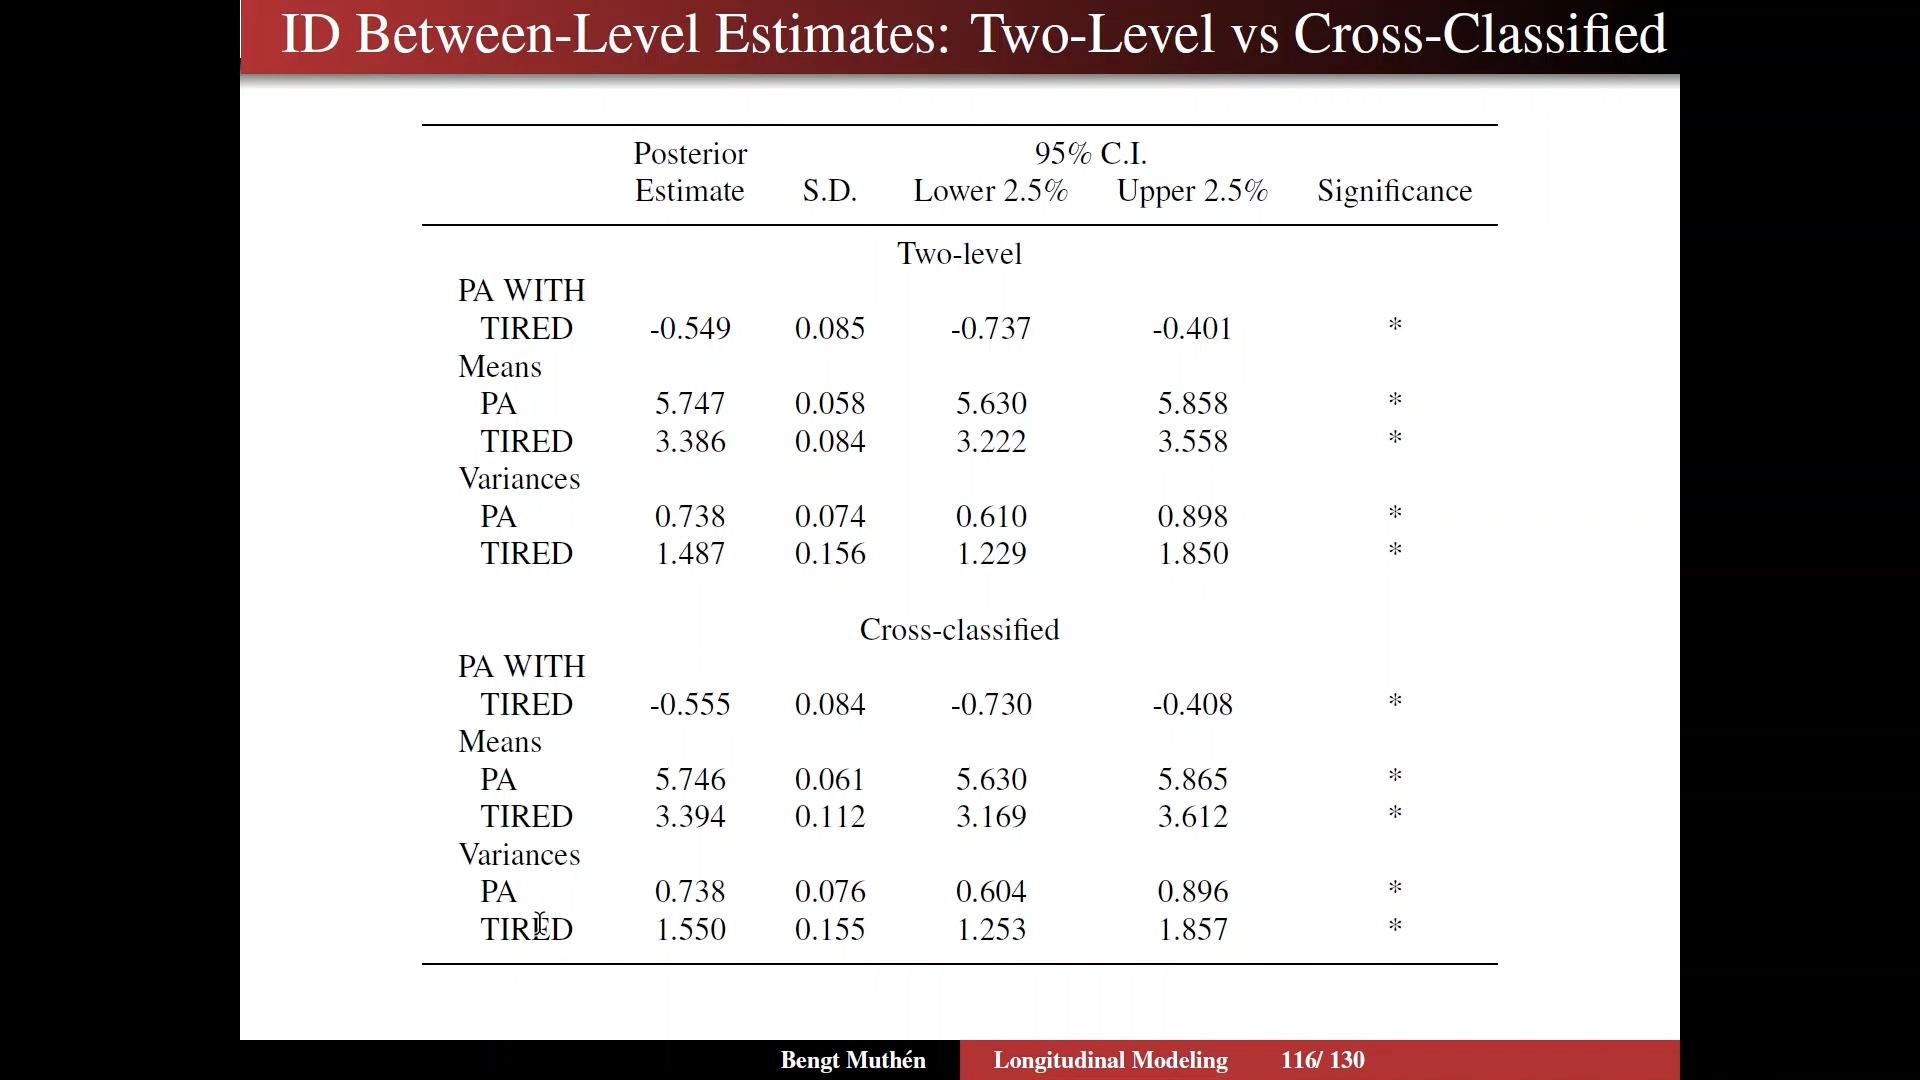 ID Between-Level Estimates: Two-Level vs Cross-Classified
Posterior 95% C.I.
Estimate S.D. Lower 2.5% Upper 2.5% Significance
Two-level
PA WITH
TIRED -0.549 0.085 -0.737 -0.401 *
Means
PA 5.747 0.058 5.630 5.858 *
TIRED 3.386 0.084 3.222 3.558 *
Variances
PA 0.738 0.074 0.610 0.898 *
TIRED 1.487 0.156 1.229 1.850 *
Cross-classified
PA WITH
TIRED -0.555 0.084 -0.730 -0.408 *
Means
PA 5.746 0.061 5.630 5.865 *
TIRED 3.394 0.112 3.169 3.612 *
Variances
PA 0.738 0.076 0.604 0.896 *
TIRED 1.550 0.155 1.253 1.857 *
Bengt Muthén Longitudinal Modeling 116/ 130